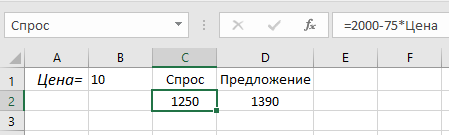 Спрос =2000-75*Цена
A B C D E F
1 Цена= 10 Спрос Предложение
2 1250 1390
3